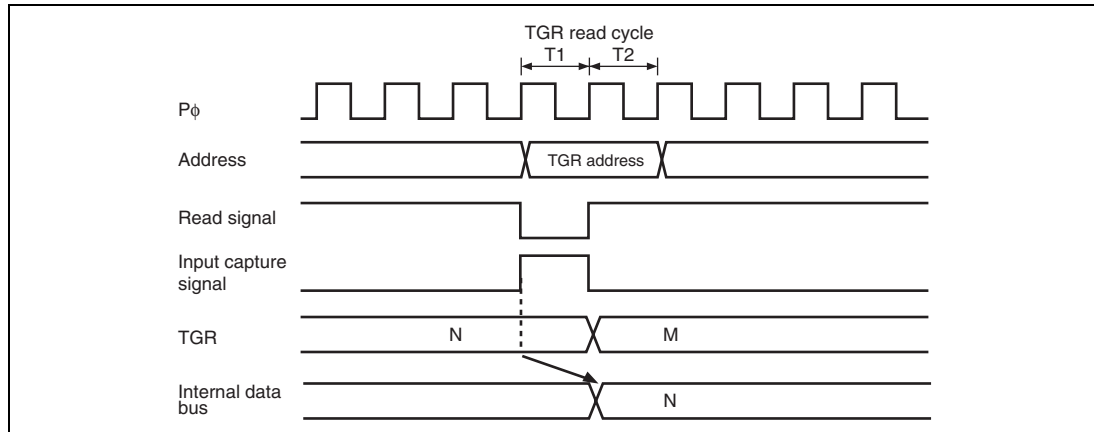 TGR read cycle
T1 T2
Pφ
Address
TGR address
Read signal
Input capture
signal
TGR
N
M
Internal data
bus
N